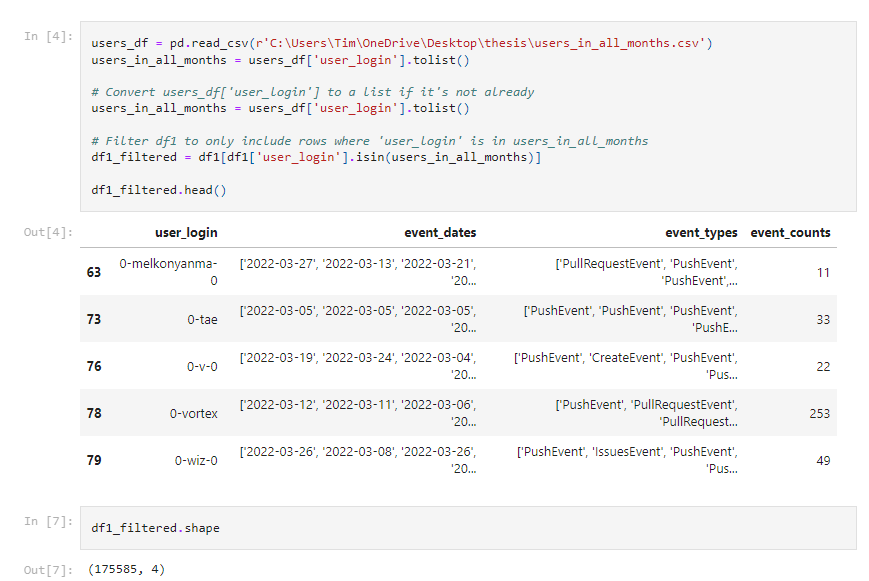 In [4]:
users_df = pd.read_csv(r'C:\Users\Tim\OneDrive\Desktop\thesis\users_in_all_months.csv')
users_in_all_months = users_df['user_login'].tolist()
# Convert users_df['user_login'] to a list if it's not already
users_in_all_months = users_df['user_login'].tolist()
# Filter df1 to only include rows where 'user_login' is in users_in_all_months
df1_filtered = df1[df1['user_login'].isin(users_in_all_months)]
df1_filtered.head()
Out[4]:
user_login event_dates event_types event_counts
63 0-melkonyanma-0 ['2022-03-27', '2022-03-13', '2022-03-21', '20... ['PullRequestEvent', 'PushEvent', 'PushEvent',... 11
73 0-tae ['2022-03-05', '2022-03-05', '2022-03-05', '20... ['PushEvent', 'PushEvent', 'PushEvent', 'PushE... 33
76 0-v-0 ['2022-03-19', '2022-03-24', '2022-03-04', '20... ['PushEvent', 'CreateEvent', 'PushEvent', 'Pus... 22
78 0-vortex ['2022-03-12', '2022-03-11', '2022-03-06', '20... ['PushEvent', 'PullRequestEvent', 'PullRequest... 253
79 0-wiz-0 ['2022-03-26', '2022-03-08', '2022-03-26', '20... ['PushEvent', 'IssuesEvent', 'PushEvent', 'Pus... 49
In [7]:
df1_filtered.shape
Out[7]:
(175585, 4)